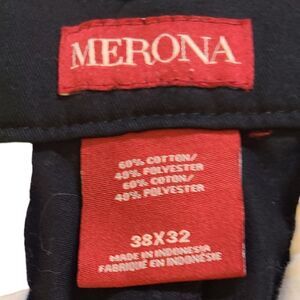 MERONA
60% COTTON/
40% POLYESTER
60% COTON/
40% POLYESTER
38X32
MADE IN INDONESIA
FABRIQUÉ EN INDONÉSIE